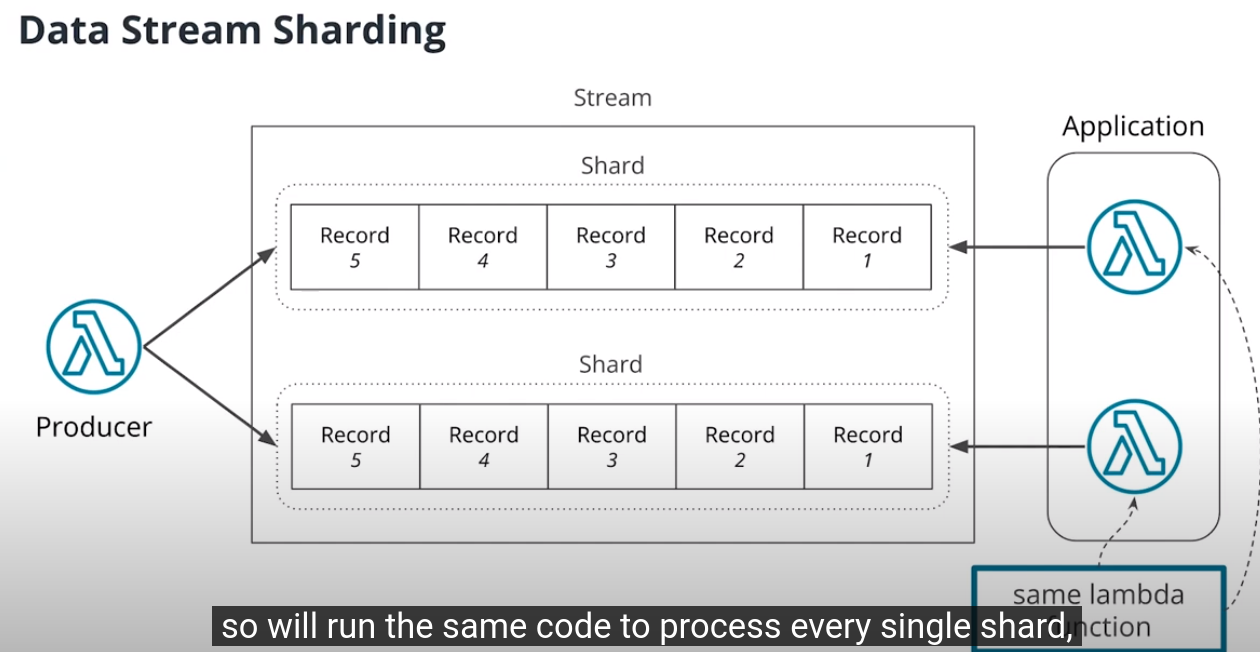 Data Stream Sharding
Stream
Application
Shard
Record
5
Record
4
Record
3
Record
2
Record
1
Producer
Shard
Record
5
Record
4
Record
3
Record
2
Record
1
same lambda
so will run the same code to process every single shard,